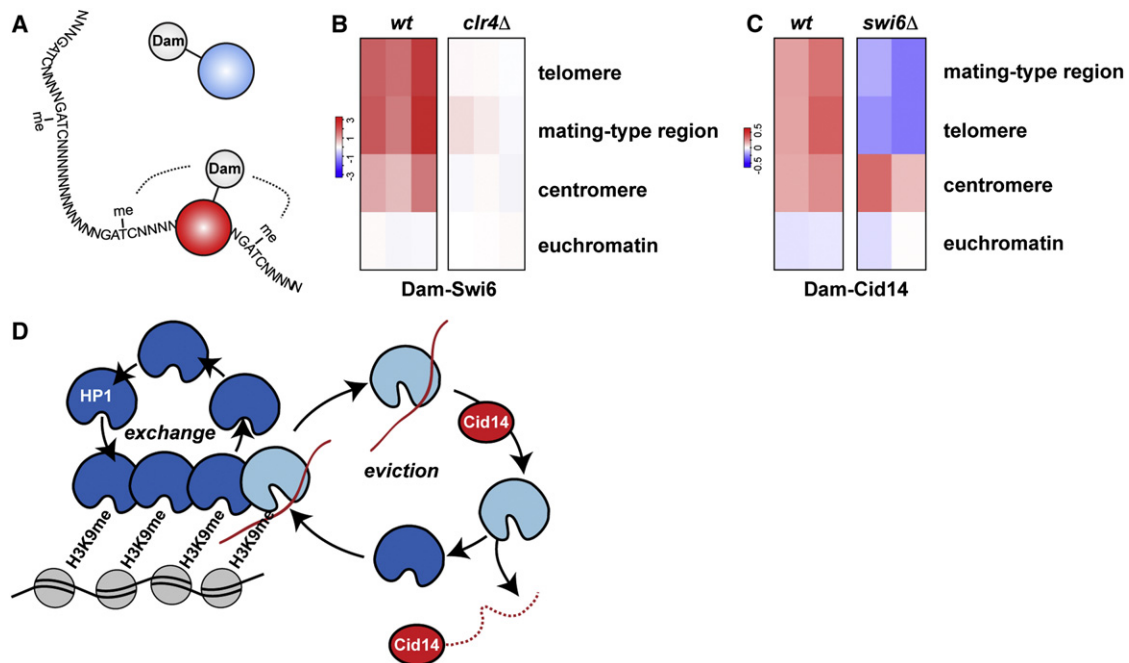 A
NNNGATCNNNNGATCNNNNNNNNNNNNNGATCNNNN
me
Dam
Dam
me
NGATCNNNNN
me
B
wt
clr4Δ
3
1
-1
-3
telomere
mating-type region
centromere
euchromatin
Dam-Swi6
C
wt
swi6Δ
0.5
0
-0.5
mating-type region
telomere
centromere
euchromatin
Dam-Cid14
D
HP1
exchange
H3K9me
H3K9me
H3K9me
H3K9me
eviction
Cid14
Cid14